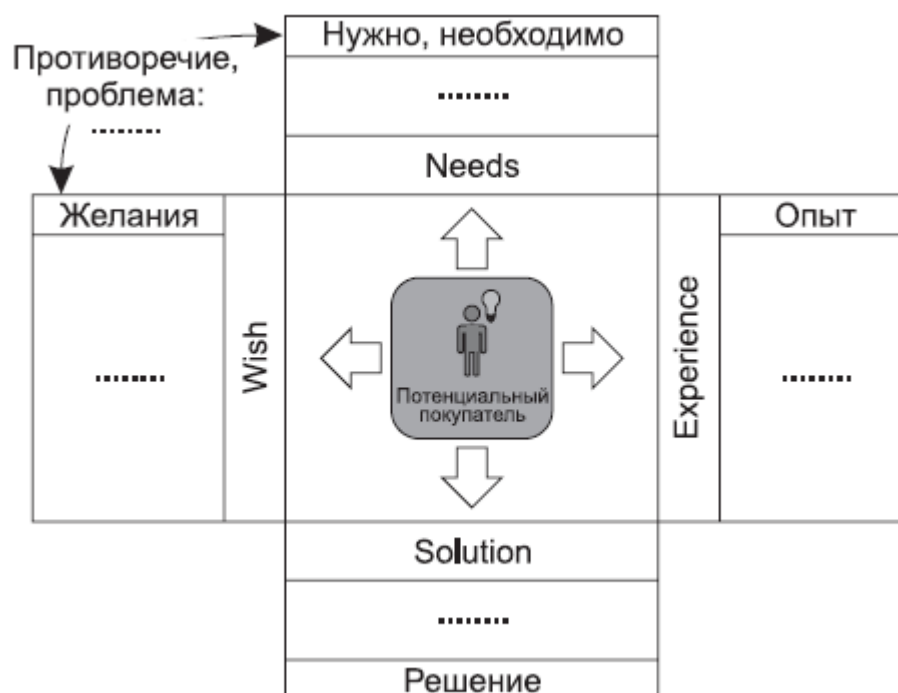 Нужно, необходимо
Противоречие,
проблема:
........
........
Needs
Желания
Опыт
........
Wish
Потенциальный
покупатель
Experience
........
Solution
........
Решение